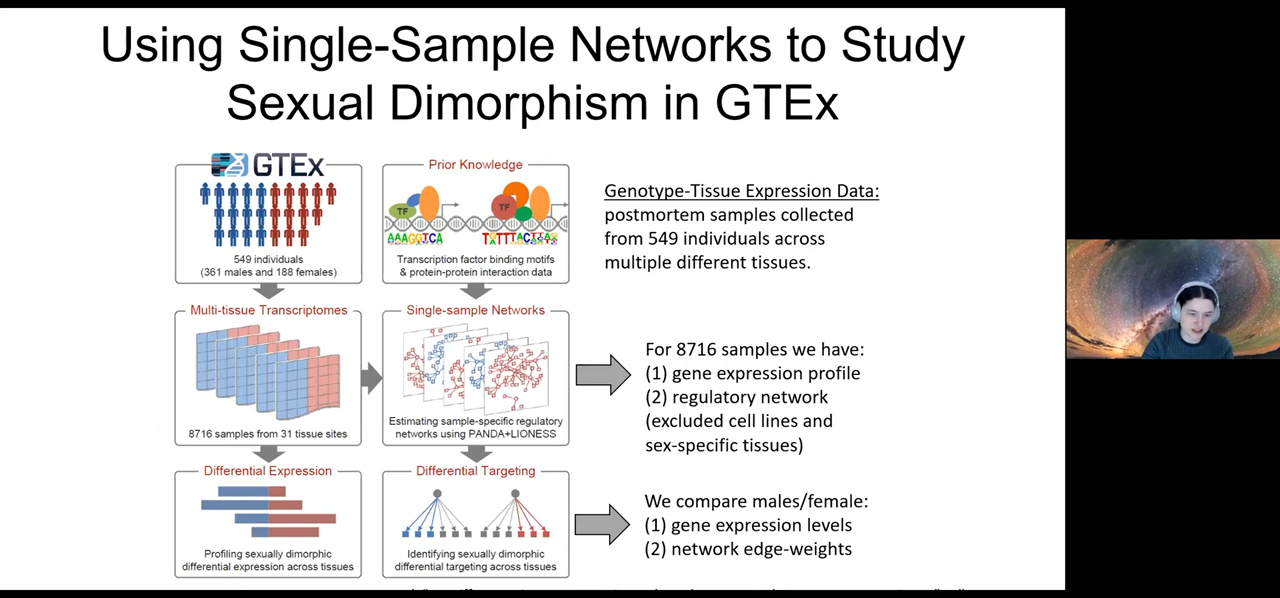 Using Single-Sample Networks to Study
Sexual Dimorphism in GTEx
GTEx
549 individuals
(361 males and 188 females)
Prior Knowledge
TF
TF
Transcription factor binding motifs
& protein-protein interaction data
Genotype-Tissue Expression Data:
postmortem samples collected
from 549 individuals across
multiple different tissues.
Multi-tissue Transcriptomes
8716 samples from 31 tissue sites
Single-sample Networks
Estimating sample-specific regulatory
networks using PANDA+LIONESS
For 8716 samples we have:
(1) gene expression profile
(2) regulatory network
(excluded cell lines and
sex-specific tissues)
Differential Expression
Profiling sexually dimorphic
differential expression across tissues
Differential Targeting
Identifying sexually dimorphic
differential targeting across tissues
We compare males/female:
(1) gene expression levels
(2) network edge-weights